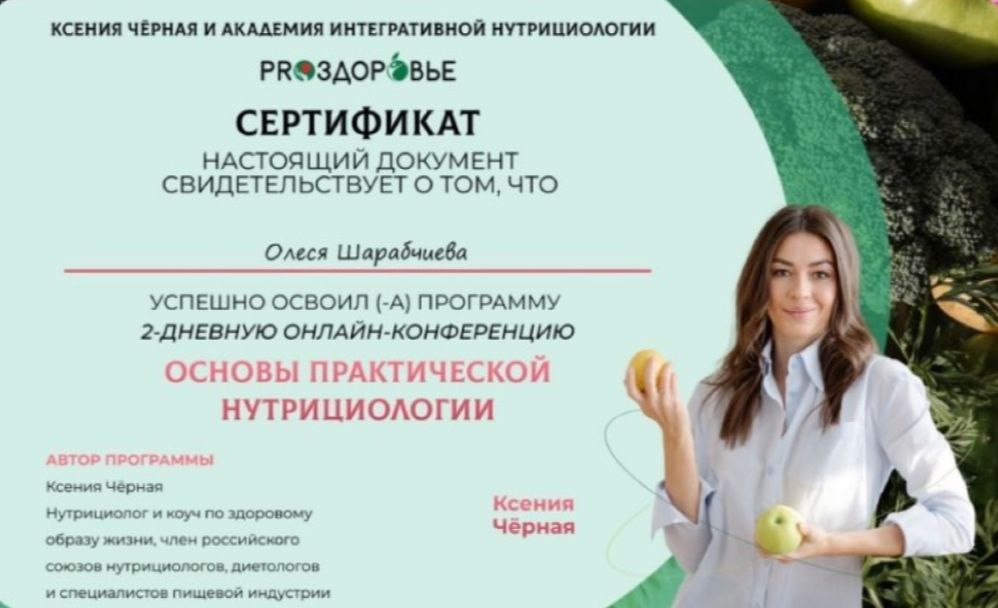 КСЕНИЯ ЧЁРНАЯ И АКАДЕМИЯ ИНТЕГРАТИВНОЙ НУТРИЦИОЛОГИИ
PROЗДОРОВЬЕ
СЕРТИФИКАТ
НАСТОЯЩИЙ ДОКУМЕНТ
СВИДЕТЕЛЬСТВУЕТ О ТОМ, ЧТО
Олеся Шарабчиева
УСПЕШНО ОСВОИЛ (-А) ПРОГРАММУ
2-ДНЕВНУЮ ОНЛАЙН-КОНФЕРЕНЦИЮ
ОСНОВЫ ПРАКТИЧЕСКОЙ
НУТРИЦИОЛОГИИ
АВТОР ПРОГРАММЫ
Ксения Чёрная
Нутрициолог и коуч по здоровому
образу жизни, член российского
союзов нутрициологов, диетологов
и специалистов пищевой индустрии
Ксения
Чёрная